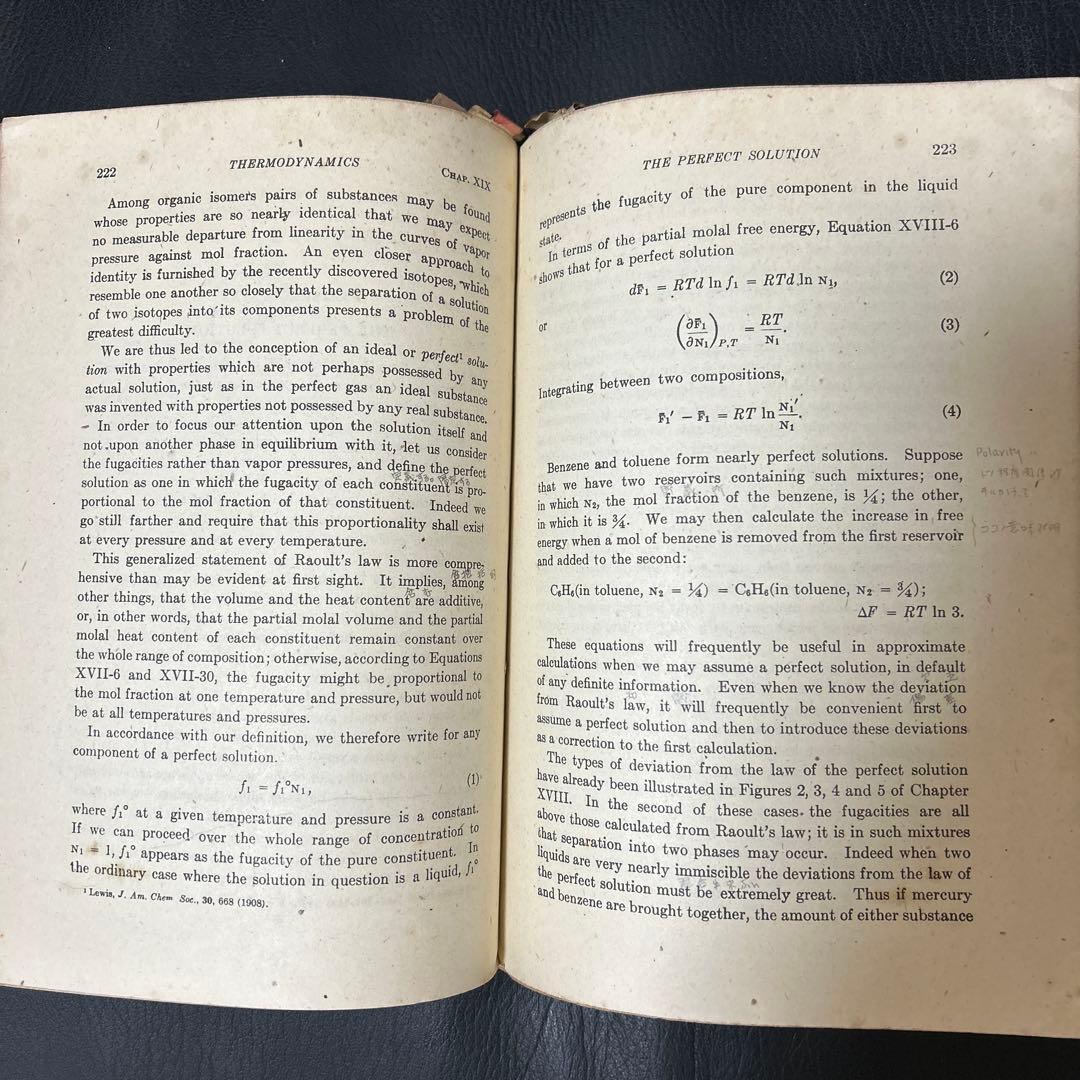 222
THERMODYNAMICS
CHAP. XIX
Among organic isomers pairs of substances may be found
whose properties are so nearly identical that we may expect
no measurable departure from linearity in the curves of vapor
pressure against mol fraction. An even closer approach to
identity is furnished by the recently discovered isotopes, which
resemble one another so closely that the separation of a solution
of two isotopes into its components presents a problem of the
greatest difficulty.
We are thus led to the conception of an ideal or perfect¹ solu-
tion with properties which are not perhaps possessed by any
actual solution, just as in the perfect gas an ideal substance
was invented with properties not possessed by any real substance.
In order to focus our attention upon the solution itself and
not upon another phase in equilibrium with it, let us consider
the fugacities rather than vapor pressures, and define the perfect
solution as one in which the fugacity of each constituent is pro-
portional to the mol fraction of that constituent. Indeed we
go still farther and require that this proportionality shall exist
at every pressure and at every temperature.
This generalized statement of Raoult's law is more compre-
hensive than may be evident at first sight. It implies, among
other things, that the volume and the heat content are additive,
or, in other words, that the partial molal volume and the partial
molal heat content of each constituent remain constant over
the whole range of composition; otherwise, according to Equations
XVII-6 and XVII-30, the fugacity might be proportional to
the mol fraction at one temperature and pressure, but would not
be at all temperatures and pressures.
In accordance with our definition, we therefore write for any
component of a perfect solution.
f₁ = f₁°N₁, (1)
where f₁° at a given temperature and pressure is a constant.
If we can proceed over the whole range of concentration to
N₁ = 1, f₁° appears as the fugacity of the pure constituent. In
the ordinary case where the solution in question is a liquid, f₁°
¹ Lewis, J. Am. Chem Soc., 30, 668 (1908).
THE PERFECT SOLUTION
223
represents the fugacity of the pure component in the liquid
state.
In terms of the partial molal free energy, Equation XVIII-6
shows that for a perfect solution
dF̄₁ = RTd ln f₁ = RTd ln N₁, (2)
or (∂F̄₁/∂N₁)P,T = RT/N₁. (3)
Integrating between two compositions,
F̄₁′ − F̄₁ = RT ln N₁′/N₁. (4)
Benzene and toluene form nearly perfect solutions. Suppose
that we have two reservoirs containing such mixtures; one,
in which N₂, the mol fraction of the benzene, is ¼; the other,
in which it is ¾. We may then calculate the increase in free
energy when a mol of benzene is removed from the first reservoir
and added to the second:
C₆H₆(in toluene, N₂ = ¼) = C₆H₆(in toluene, N₂ = ¾);
ΔF = RT ln 3.
These equations will frequently be useful in approximate
calculations when we may assume a perfect solution, in default
of any definite information. Even when we know the deviation
from Raoult's law, it will frequently be convenient first to
assume a perfect solution and then to introduce these deviations
as a correction to the first calculation.
The types of deviation from the law of the perfect solution
have already been illustrated in Figures 2, 3, 4 and 5 of Chapter
XVIII. In the second of these cases the fugacities are all
above those calculated from Raoult's law; it is in such mixtures
that separation into two phases may occur. Indeed when two
liquids are very nearly immiscible the deviations from the law of
the perfect solution must be extremely great. Thus if mercury
and benzene are brought together, the amount of either substance
Polarity